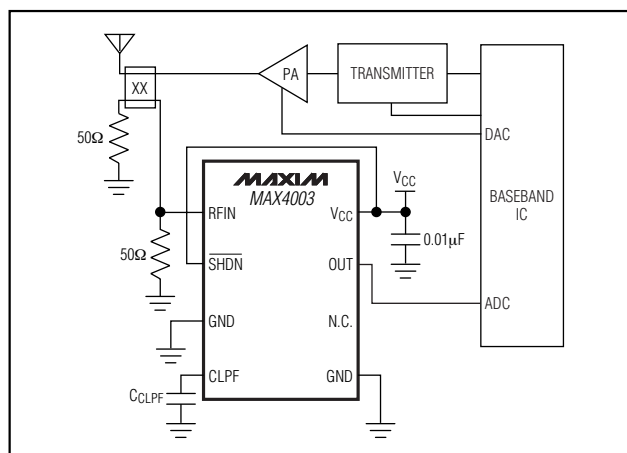 PA
TRANSMITTER
XX
DAC
50Ω
MAXIM
MAX4003
VCC
BASEBAND
IC
RFIN
VCC
0.01μF
50Ω
SHDN
OUT
ADC
GND
N.C.
CLPF
GND
CCLPF